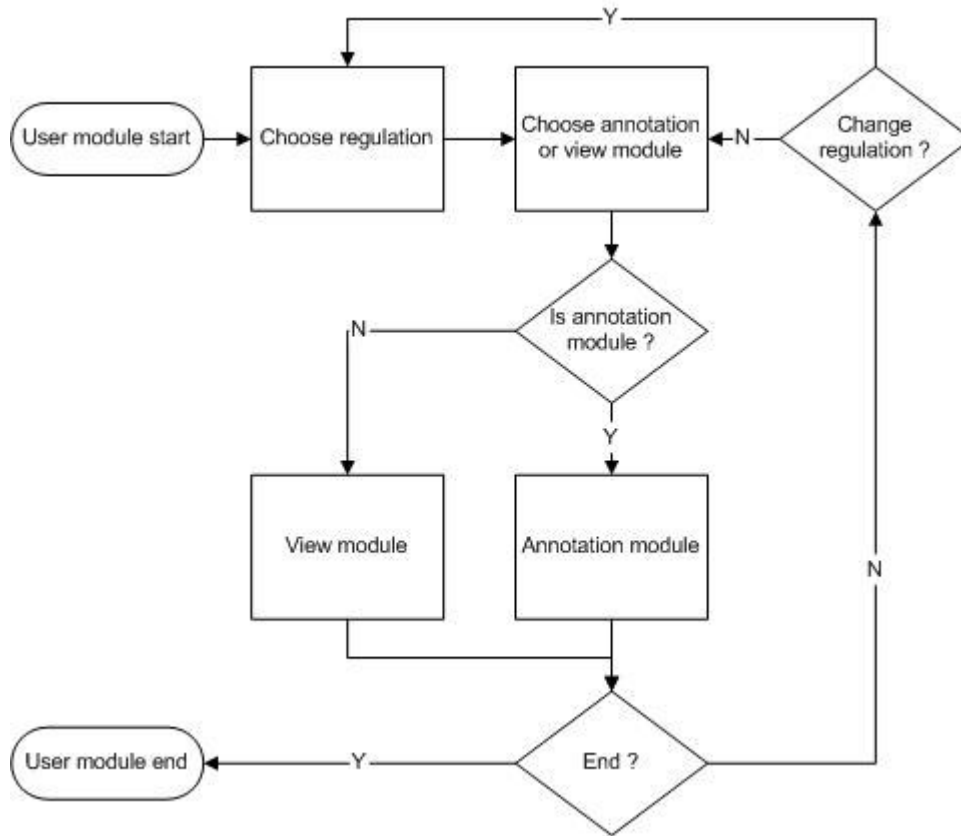 Y
User module start
Choose regulation
Choose annotation
or view module
N
Change
regulation ?
N
Is annotation
module ?
Y
View module
Annotation module
N
User module end
Y
End ?